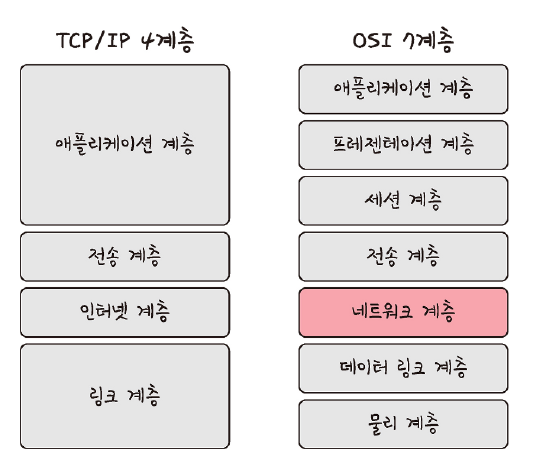 TCP/IP 4계층
애플리케이션 계층
전송 계층
인터넷 계층
링크 계층
OSI 7계층
애플리케이션 계층
프레젠테이션 계층
세션 계층
전송 계층
네트워크 계층
데이터 링크 계층
물리 계층